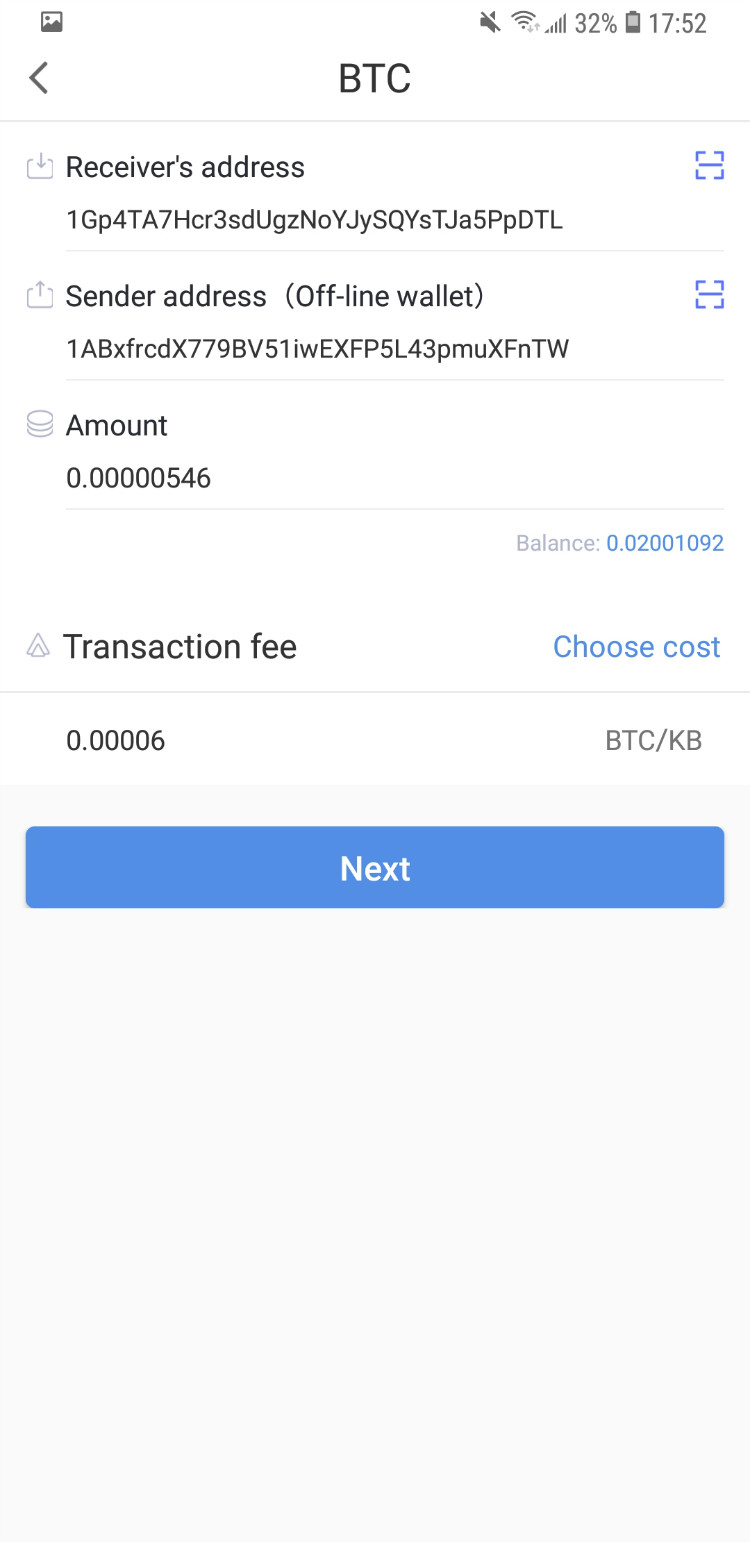 32% 17:52
BTC
Receiver's address
1Gp4TA7Hcr3sdUgzNoYJySQYsTJa5PpDTL
Sender address（Off-line wallet）
1ABxfrcdX779BV51iwEXFP5L43pmuXFnTW
Amount
0.00000546
Balance: 0.02001092
Transaction fee Choose cost
0.00006 BTC/KB
Next